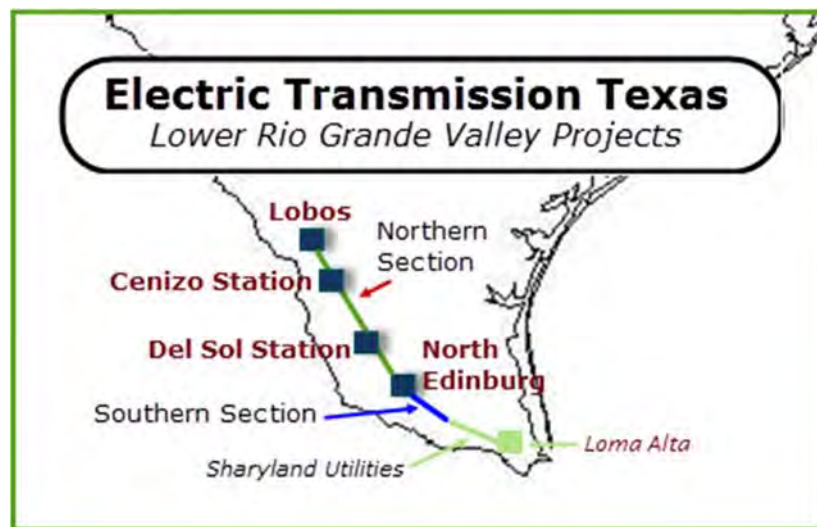 Electric Transmission Texas
Lower Rio Grande Valley Projects
Lobos
Northern
Section
Cenizo Station
Del Sol Station
North
Edinburg
Southern Section
Sharyland Utilities
Loma Alta